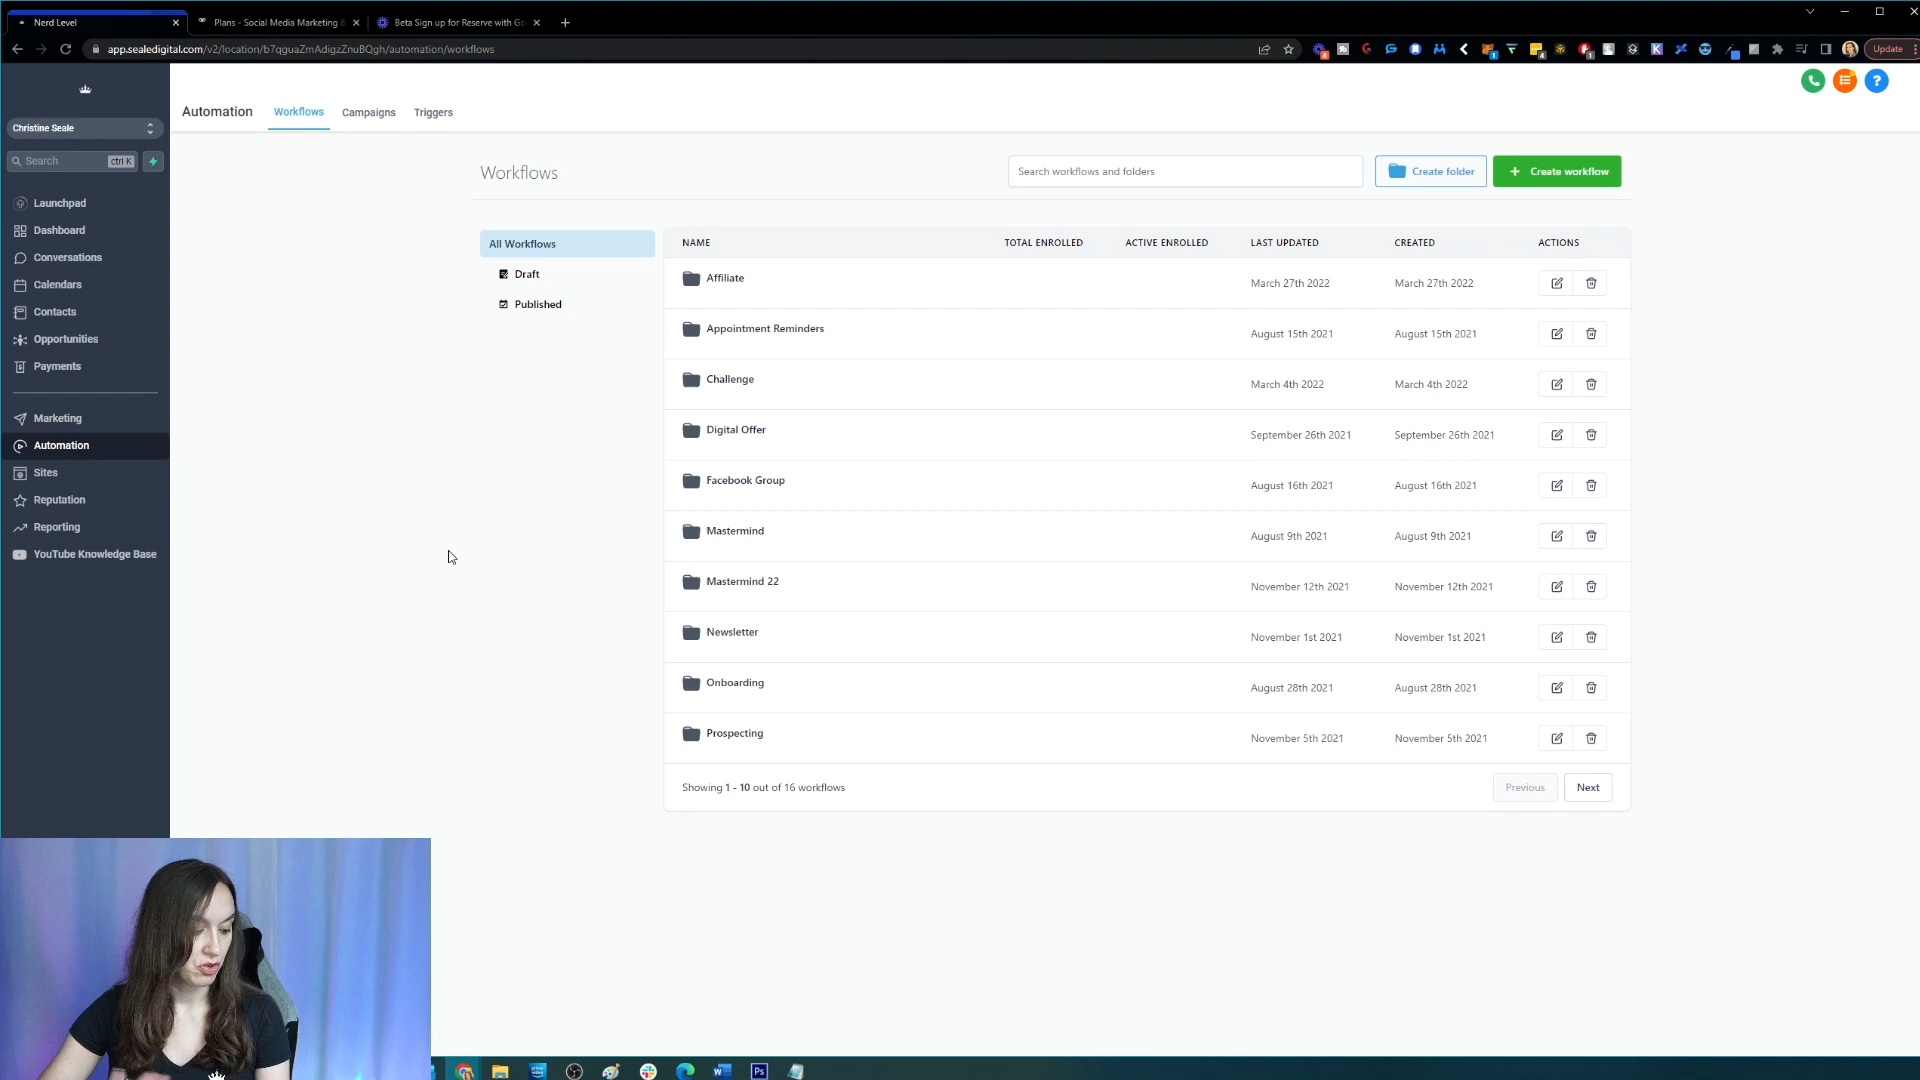 Nerd Level
Plans - Social Media Marketing &
Beta Sign up for Reserve with Go
app.sealedigital.com/v2/location/b7qguaZmAdigzZnuBQgh/automation/workflows
Update
Christine Seale
Search
ctrl K
Launchpad
Dashboard
Conversations
Calendars
Contacts
Opportunities
Payments
Marketing
Automation
Sites
Reputation
Reporting
YouTube Knowledge Base
Automation
Workflows
Campaigns
Triggers
Workflows
Search workflows and folders
Create folder
+ Create workflow
All Workflows
Draft
Published
NAME TOTAL ENROLLED ACTIVE ENROLLED LAST UPDATED CREATED ACTIONS
Affiliate March 27th 2022 March 27th 2022
Appointment Reminders August 15th 2021 August 15th 2021
Challenge March 4th 2022 March 4th 2022
Digital Offer September 26th 2021 September 26th 2021
Facebook Group August 16th 2021 August 16th 2021
Mastermind August 9th 2021 August 9th 2021
Mastermind 22 November 12th 2021 November 12th 2021
Newsletter November 1st 2021 November 1st 2021
Onboarding August 28th 2021 August 28th 2021
Prospecting November 5th 2021 November 5th 2021
Showing 1 - 10 out of 16 workflows
Previous
Next
Ps